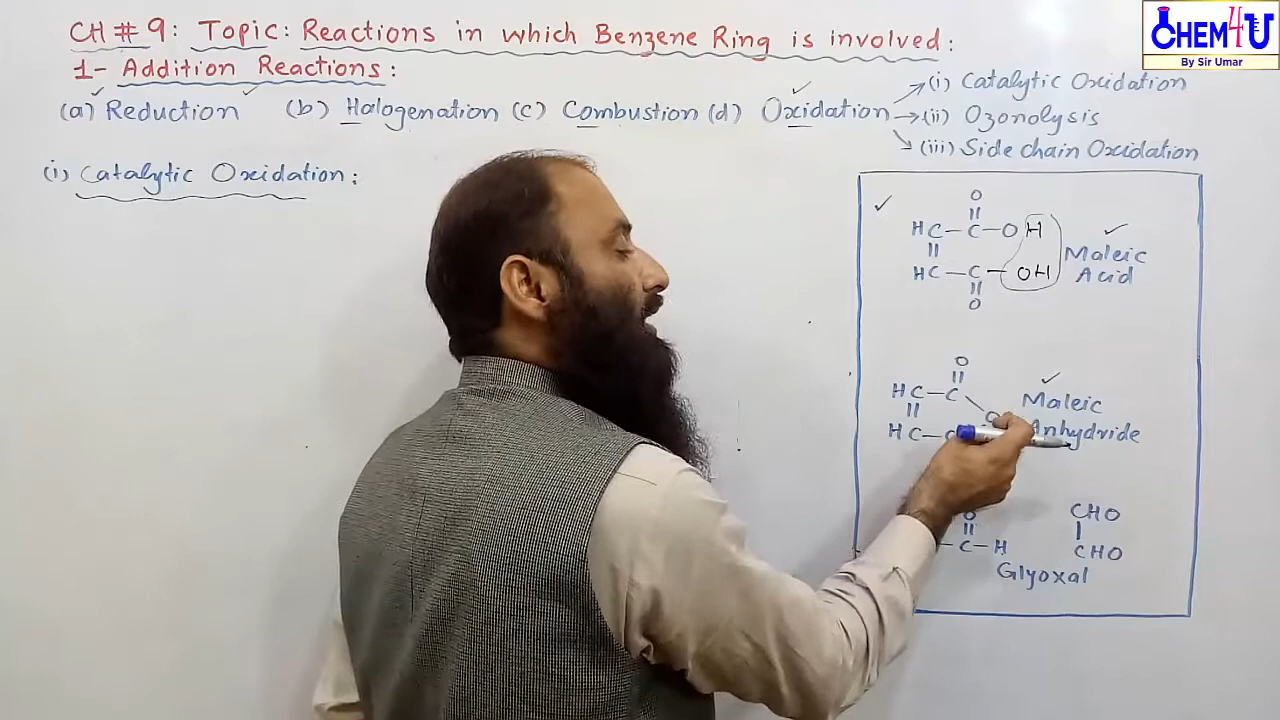 CH # 9: Topic: Reactions in which Benzene Ring is involved:
1- Addition Reactions:
(a) Reduction (b) Halogenation (c) Combustion (d) Oxidation
(i) Catalytic Oxidation
(ii) Ozonolysis
(iii) Side chain Oxidation
(i) Catalytic Oxidation:
O
HC-C-OH
HC-C-OH
O
Maleic
Acid
O
HC-C
O
HC-C
Maleic
Anhydride
O
-C-H
CHO
CHO
Glyoxal
CHEM4U
By Sir Umar